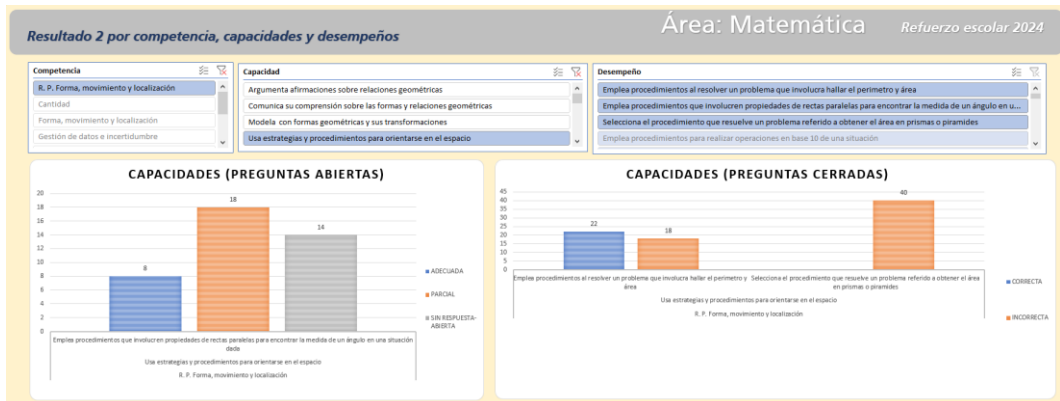 Área: Matemática
Refuerzo escolar 2024
Resultado 2 por competencia, capacidades y desempeños
Competencia
R. P. Forma, movimiento y localización
Cantidad
Forma, movimiento y localización
Gestión de datos e incertidumbre
Capacidad
Argumenta afirmaciones sobre relaciones geométricas
Comunica su comprensión sobre las formas y relaciones geométricas
Modela con formas geométricas y sus transformaciones
Usa estrategias y procedimientos para orientarse en el espacio
Desempeño
Emplea procedimientos al resolver un problema que involucra hallar el perimetro y área
Emplea procedimientos que involucren propiedades de rectas paralelas para encontrar la medida de un ángulo en u...
Selecciona el procedimiento que resuelve un problema referido a obtener el área en prismas o piramides
Emplea procedimientos para realizar operaciones en base 10 de una situación
CAPACIDADES (PREGUNTAS ABIERTAS)
20
18
16
14
12
10
8
6
4
2
0
8
18
14
Emplea procedimientos que involucren propiedades de rectas paralelas para encontrar la medida de un ángulo en una situación
dada
Usa estrategias y procedimientos para orientarse en el espacio
R. P. Forma, movimiento y localización
ADECUADA
PARCIAL
SIN RESPUESTA-
ABIERTA
CAPACIDADES (PREGUNTAS CERRADAS)
45
40
35
30
25
20
15
10
5
0
22
18
40
Emplea procedimientos al resolver un problema que involucra hallar el perimetro y
área
Selecciona el procedimiento que resuelve un problema referido a obtener el área
en prismas o piramides
Usa estrategias y procedimientos para orientarse en el espacio
R. P. Forma, movimiento y localización
CORRECTA
INCORRECTA